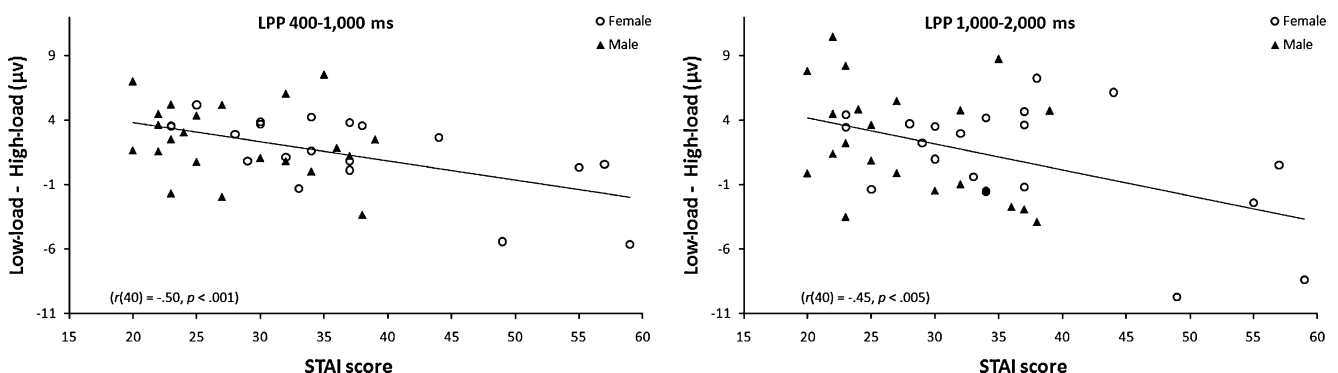 LPP 400-1,000 ms
Female
Male
Low-load - High-load (µv)
9
4
-1
-6
-11
(r(40) = -.50, p < .001)
15 20 25 30 35 40 45 50 55 60
STAI score
LPP 1,000-2,000 ms
Female
Male
Low-load - High-load (µv)
9
4
-1
-6
-11
(r(40) = -.45, p < .005)
15 20 25 30 35 40 45 50 55 60
STAI score